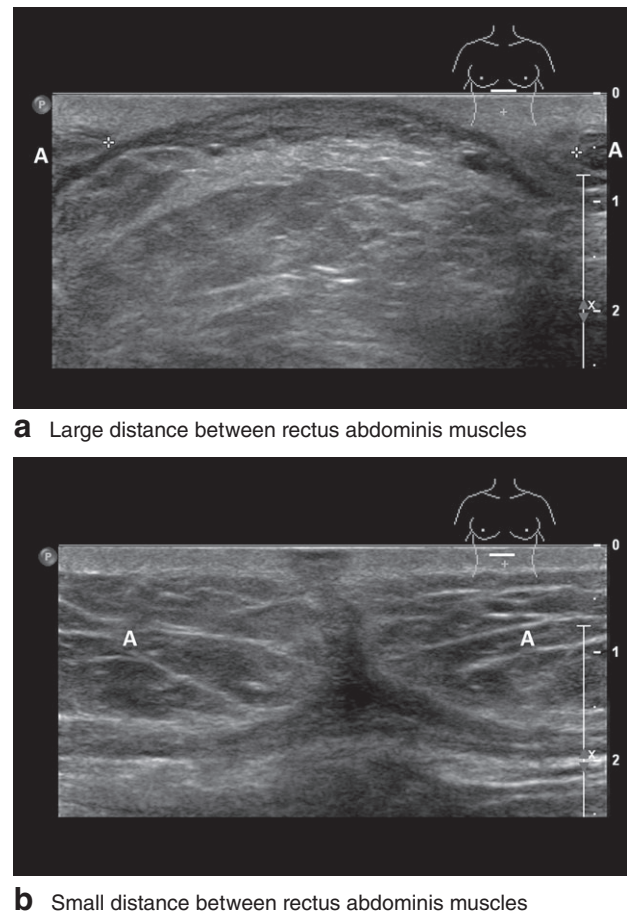 P
0
A
A
1
X
2
a Large distance between rectus abdominis muscles
P
0
A
A
1
X
2
b Small distance between rectus abdominis muscles